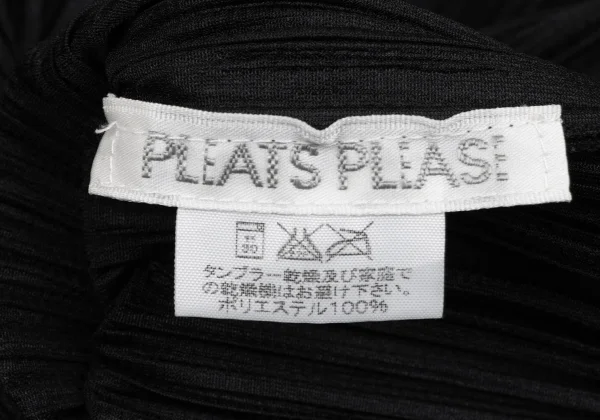 PLEATS PLEASE
タンブラー乾燥及び家庭で
の乾燥機はお避け下さい。
ポリエステル100%